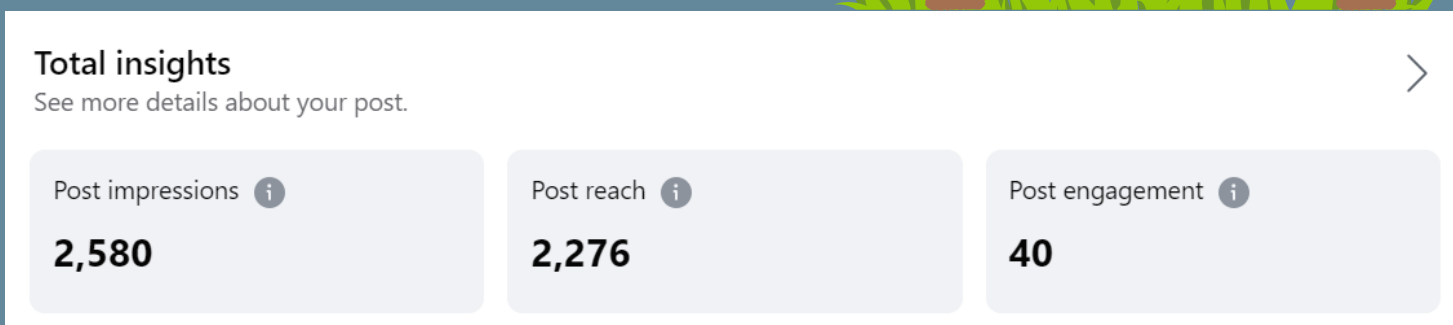 Total insights
See more details about your post.
Post impressions
2,580
Post reach
2,276
Post engagement
40